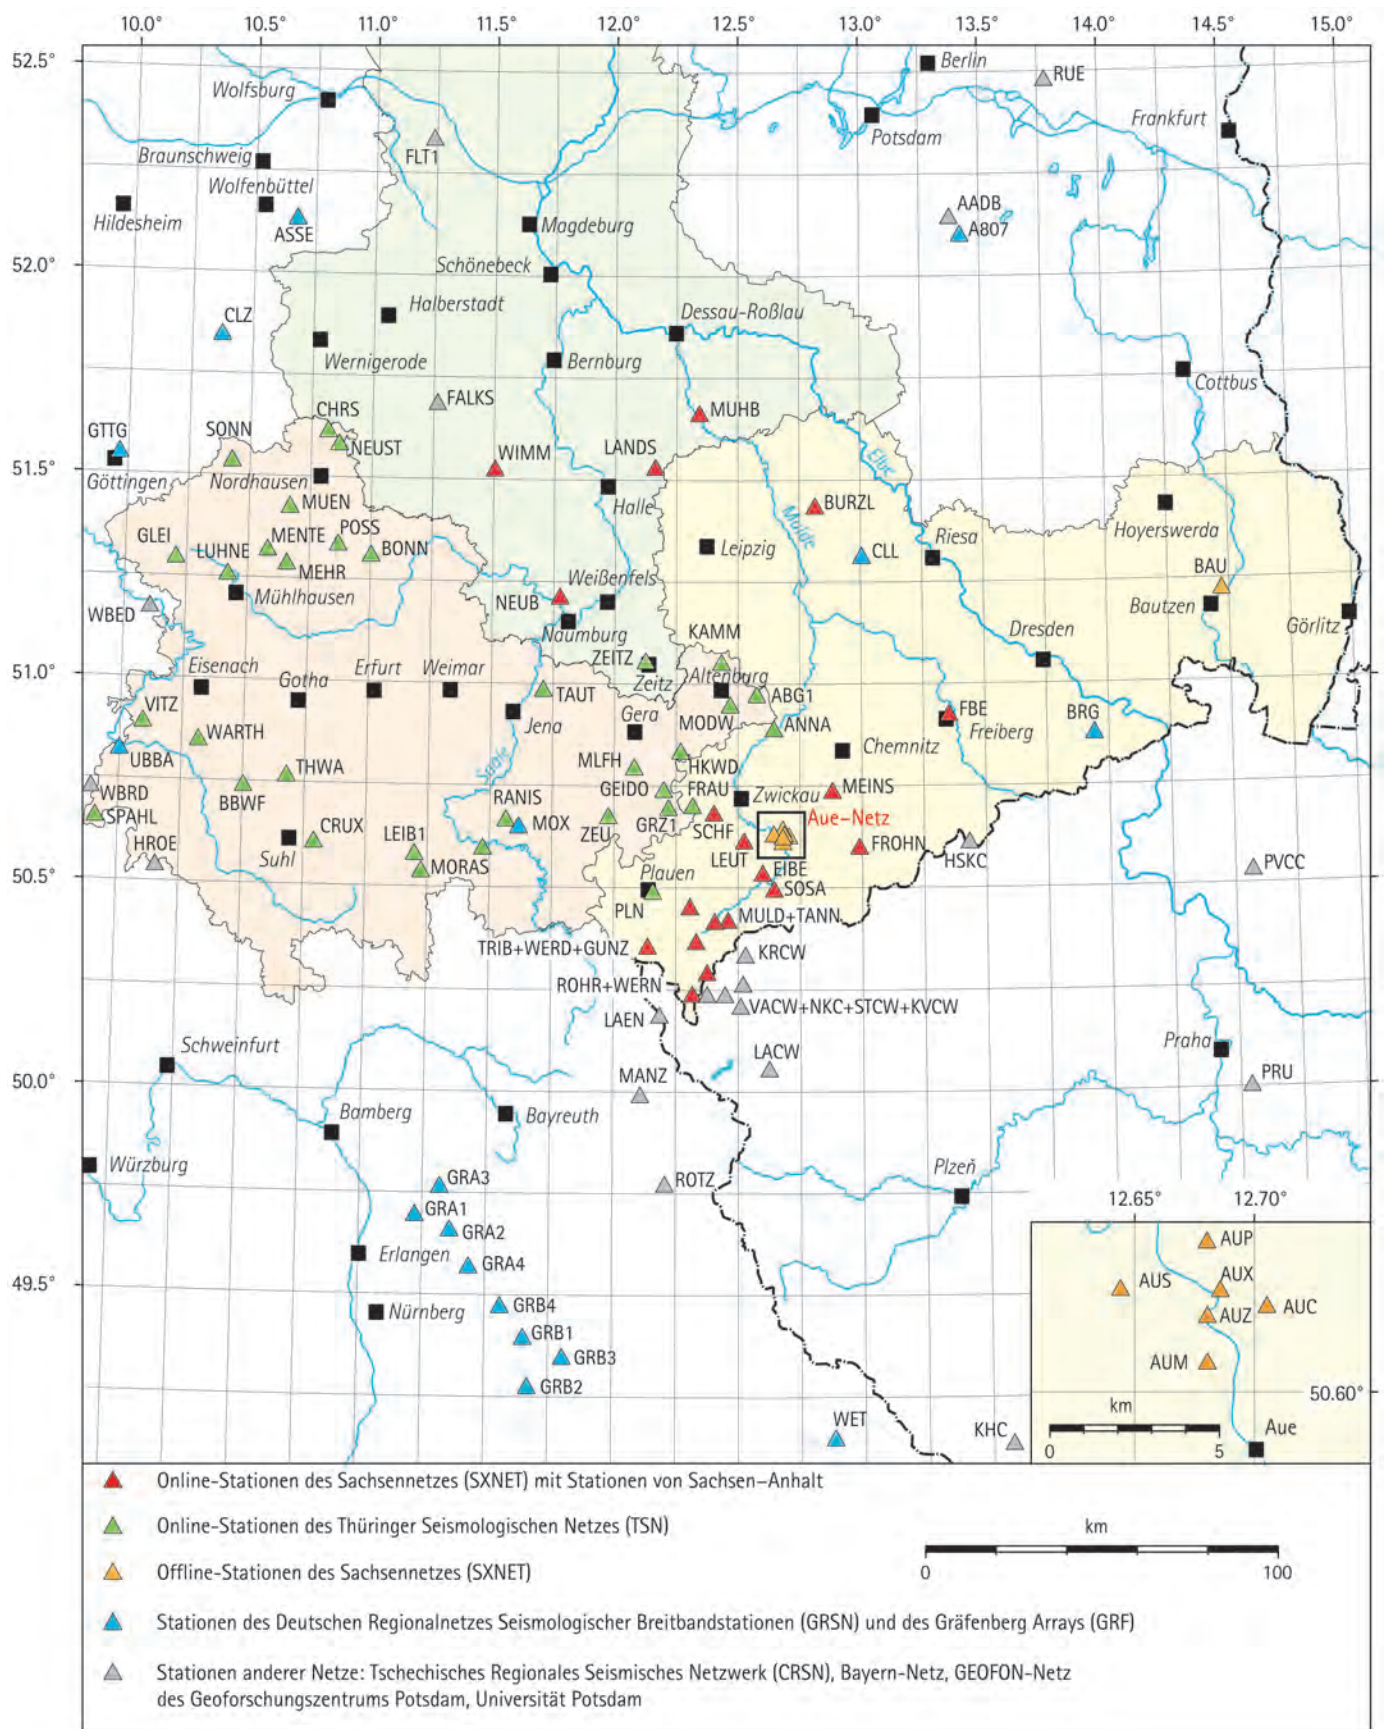 10.0° 10.5° 11.0° 11.5° 12.0° 12.5° 13.0° 13.5° 14.0° 14.5° 15.0°
52.5°
Berlin
RUE
Wolfsburg
Potsdam
Frankfurt
FLT1
Braunschweig
Wolfenbüttel
Hildesheim
ASSE
AADB
A807
Magdeburg
52.0°
Schönebeck
Halberstadt
CLZ
Dessau-Roßlau
Wernigerode
Bernburg
Cottbus
FALKS
CHRS
MUHB
GTTG
SONN
NEUST
WIMM
LANDS
Elbe
51.5°
Göttingen
Nordhausen
MUEN
Halle
BURZL
Mulde
Hoyerswerda
GLEI
LUHNE
MENTE
POSS
BONN
Leipzig
CLL
Riesa
MEHR
Weißenfels
BAU
Mühlhausen
NEUB
WBED
Bautzen
Naumburg
KAMM
Dresden
Görlitz
51.0°
Eisenach
Gotha
Erfurt
Weimar
ZEITZ
Zeitz
Altenburg
TAUT
ABG1
VITZ
Jena
Gera
MODW
FBE
BRG
WARTH
ANNA
Freiberg
UBBA
THWA
Saale
MLFH
HKWD
Chemnitz
WBRD
BBWF
GEIDO
FRAU
Zwickau
MEINS
SPAHL
RANIS
Aue–Netz
HROE
CRUX
LEIB1
MOX
ZEU
GRZ1
SCHF
Suhl
LEUT
FROHN
HSKC
PVCC
MORAS
Plauen
EIBE
50.5°
SOSA
PLN
MULD+TANN
TRIB+WERD+GUNZ
KRCW
ROHR+WERN
VACW+NKC+STCW+KVCW
LAEN
Schweinfurt
Praha
LACW
50.0°
MANZ
PRU
Bamberg
Bayreuth
Würzburg
GRA3
ROTZ
Plzeň
GRA1
12.65° 12.70°
GRA2
Erlangen
GRA4
AUP
49.5°
AUS
AUX
Nürnberg
GRB4
AUC
AUZ
GRB1
GRB3
AUM
GRB2
50.60°
km
WET
KHC
0 5
Aue
Online-Stationen des Sachsennetzes (SXNET) mit Stationen von Sachsen–Anhalt
Online-Stationen des Thüringer Seismologischen Netzes (TSN)
km
0 100
Offline-Stationen des Sachsennetzes (SXNET)
Stationen des Deutschen Regionalnetzes Seismologischer Breitbandstationen (GRSN) und des Gräfenberg Arrays (GRF)
Stationen anderer Netze: Tschechisches Regionales Seismisches Netzwerk (CRSN), Bayern-Netz, GEOFON-Netz
des Geoforschungszentrums Potsdam, Universität Potsdam